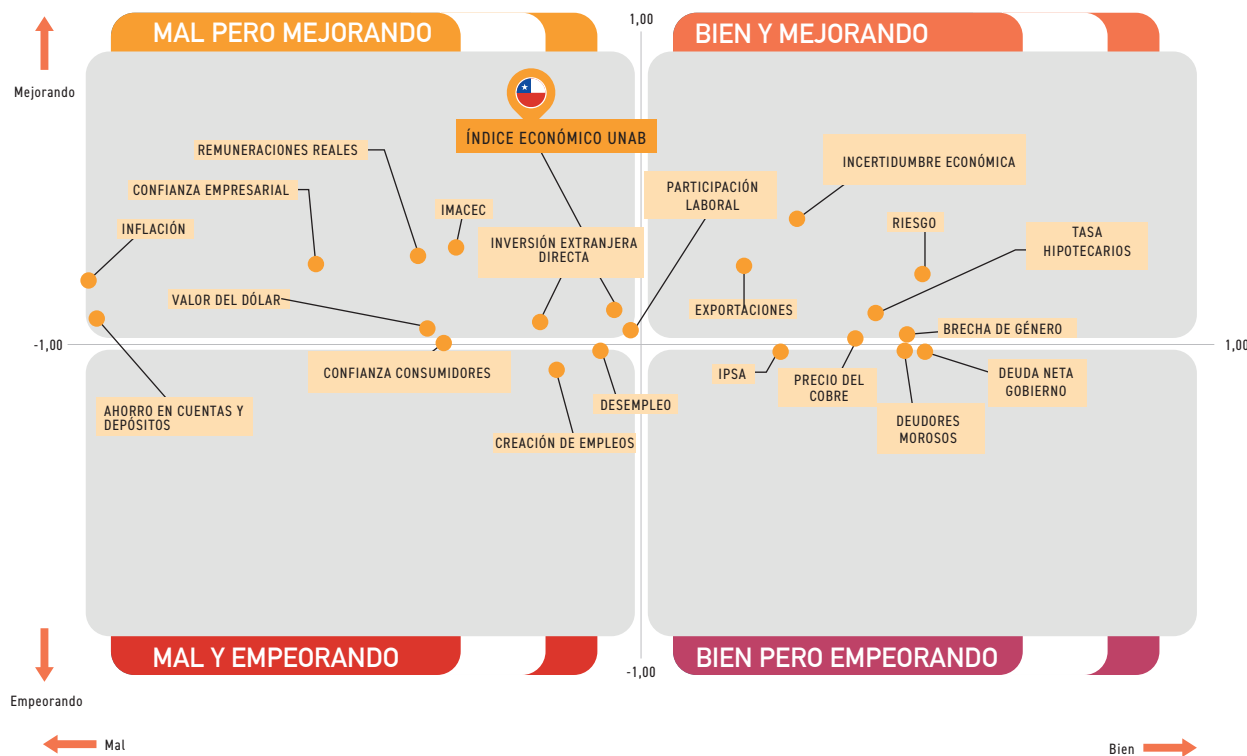 MAL PERO MEJORANDO
1,00
BIEN Y MEJORANDO
Mejorando
ÍNDICE ECONÓMICO UNAB
REMUNERACIONES REALES
INCERTIDUMBRE ECONÓMICA
CONFIANZA EMPRESARIAL
PARTICIPACIÓN
LABORAL
IMACEC
INFLACIÓN
RIESGO
TASA
HIPOTECARIOS
INVERSIÓN EXTRANJERA
DIRECTA
VALOR DEL DÓLAR
EXPORTACIONES
BRECHA DE GÉNERO
-1,00
1,00
CONFIANZA CONSUMIDORES
IPSA
PRECIO DEL
COBRE
DEUDA NETA
GOBIERNO
AHORRO EN CUENTAS Y
DEPÓSITOS
DESEMPLEO
DEUDORES
MOROSOS
CREACIÓN DE EMPLEOS
MAL Y EMPEORANDO
BIEN PERO EMPEORANDO
-1,00
Empeorando
Mal
Bien